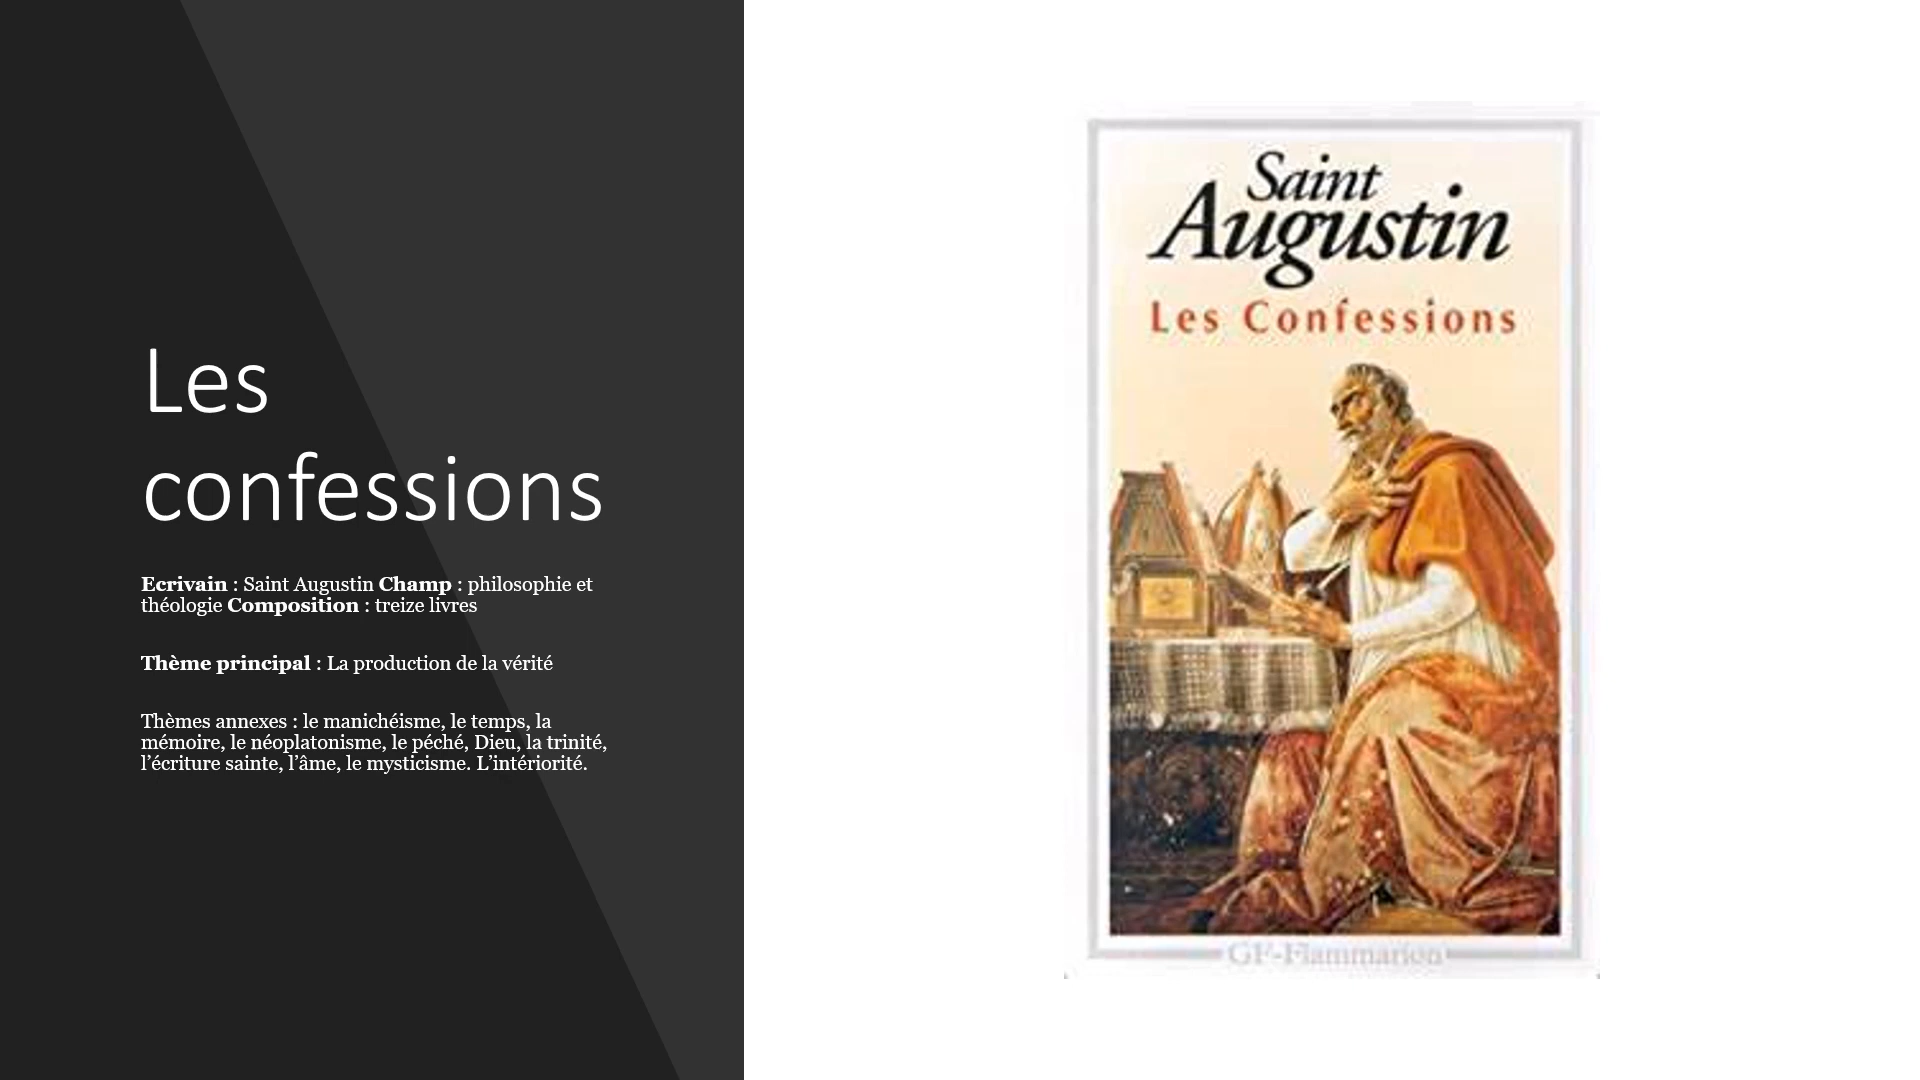 Les
confessions
Ecrivain : Saint Augustin Champ : philosophie et
théologie Composition : treize livres
Thème principal : La production de la vérité
Thèmes annexes : le manichéisme, le temps, la
mémoire, le néoplatonisme, le péché, Dieu, la trinité,
l’écriture sainte, l’âme, le mysticisme. L’intériorité.
Saint
Augustin
Les Confessions
GF-Flammarion